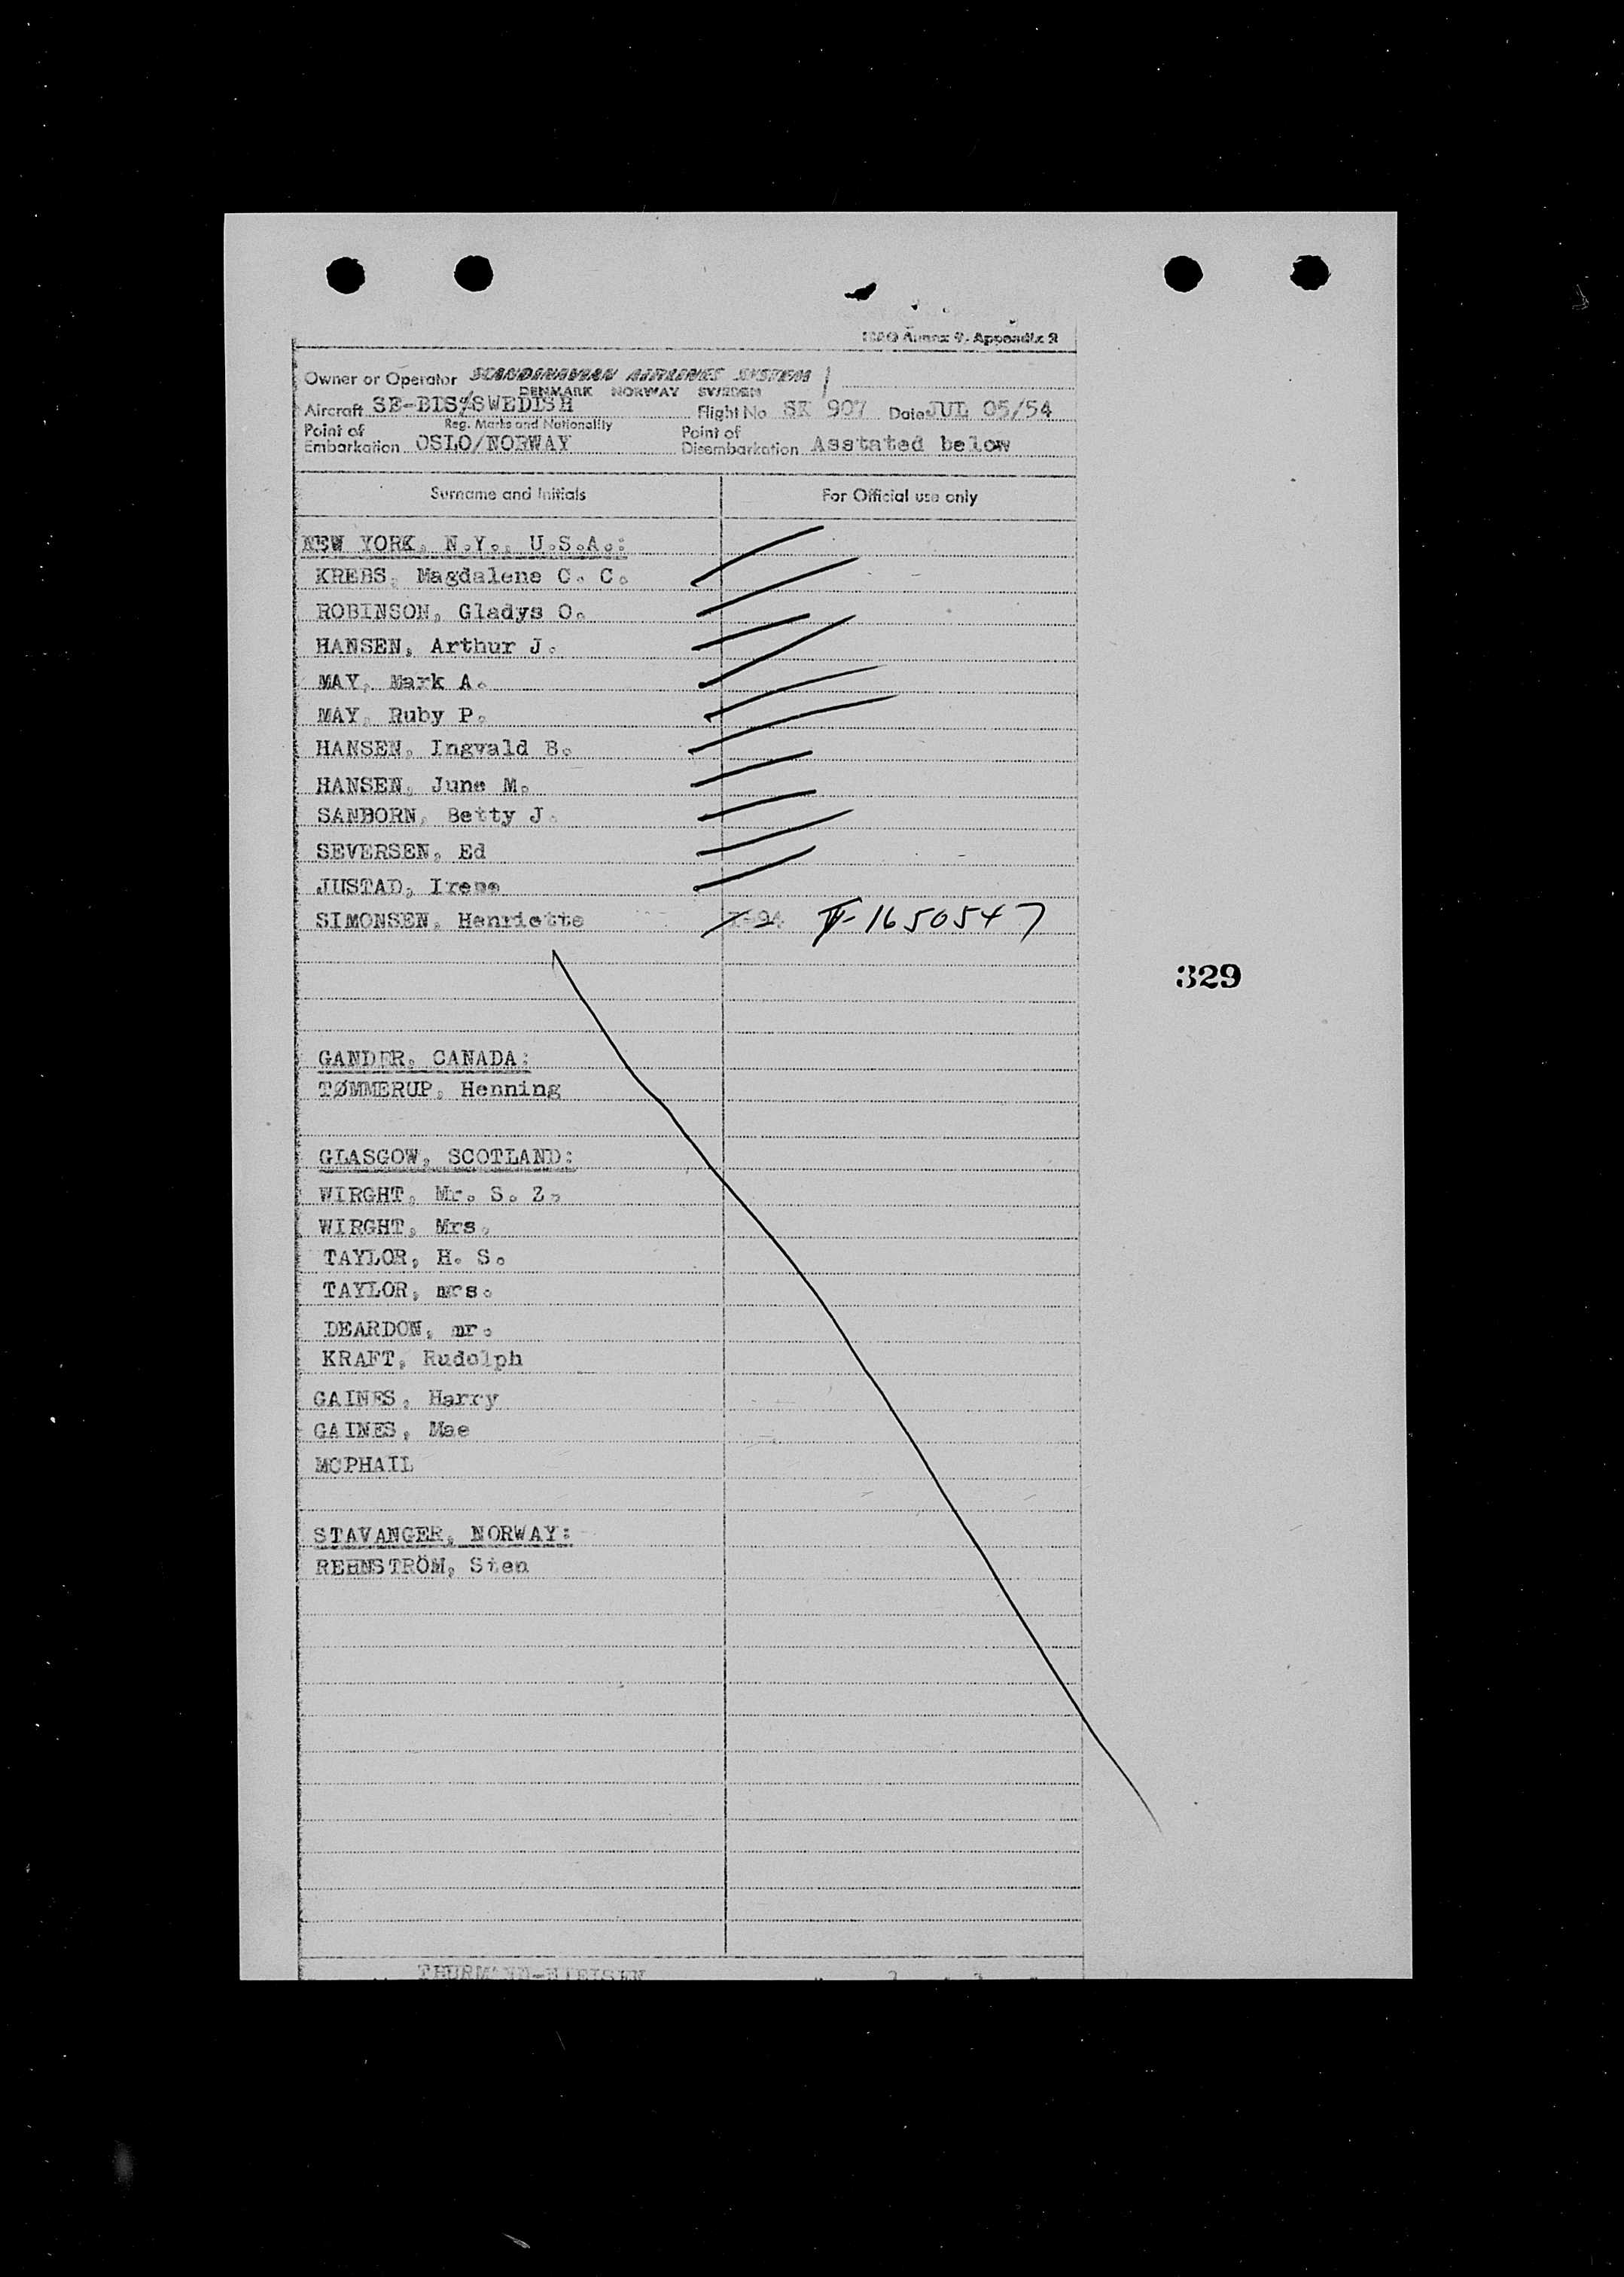 ICAO Annex 9, Appendix 2
Owner or Operator SCANDINAVIAN AIRLINES SYSTEM
DENMARK NORWAY SWEDEN
Aircraft SE-BIS/SWEDISH Flight No SK 907 Date JUL 05/54
Reg. Marks and Nationality
Point of Embarkation OSLO/NORWAY Point of Disembarkation Asstated below
Surname and Initials For Official use only
NEW YORK, N.Y., U.S.A.:
KREBS, Magdalene C. C.
ROBINSON, Gladys O.
HANSEN, Arthur J.
MAY, Mark A.
MAY, Ruby P.
HANSEN, Ingvald B.
HANSEN, June M.
SANBORN, Betty J.
SEVERSEN, Ed
JUSTAD, Irene
SIMONSEN, Henriette V-1650547
329
GANDER, CANADA:
TØMMERUP, Henning
GLASGOW, SCOTLAND:
WIRGHT, Mr. S. Z.
WIRGHT, Mrs.
TAYLOR, H. S.
TAYLOR, mrs.
DEARDON, mr.
KRAFT, Rudolph
GAINES, Harry
GAINES, Mae
MCPHAIL
STAVANGER, NORWAY:
REHNSTRÖM, Sten